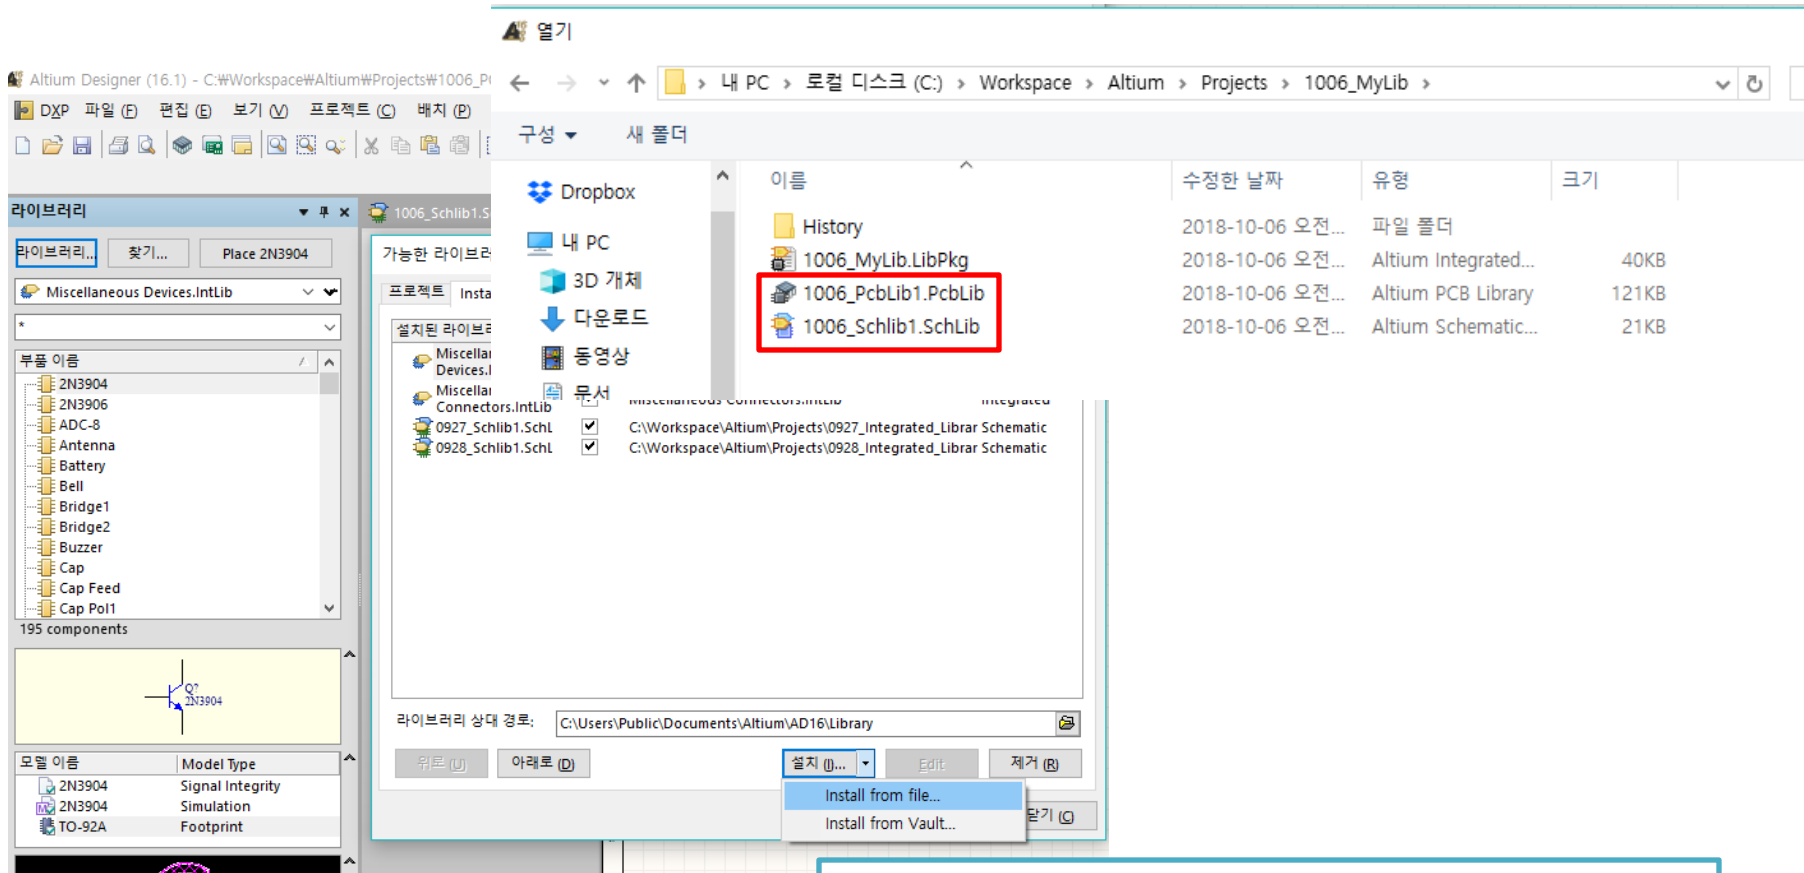 열기
Altium Designer (16.1) - C:₩Workspace₩Altium₩Projects₩1006_P
내 PC > 로컬 디스크 (C:) > Workspace > Altium > Projects > 1006_MyLib >
DXP 파일 (F) 편집 (E) 보기 (V) 프로젝트 (C) 배치 (P)
구성 새 폴더
이름 수정한 날짜 유형 크기
Dropbox
내 PC
3D 개체
다운로드
동영상
문서
History 2018-10-06 오전... 파일 폴더
1006_MyLib.LibPkg 2018-10-06 오전... Altium Integrated... 40KB
1006_PcbLib1.PcbLib 2018-10-06 오전... Altium PCB Library 121KB
1006_Schlib1.SchLib 2018-10-06 오전... Altium Schematic... 21KB
라이브러리
1006_Schlib1.S
라이브러리... 찾기... Place 2N3904
Miscellaneous Devices.IntLib
*
부품 이름
2N3904
2N3906
ADC-8
Antenna
Battery
Bell
Bridge1
Bridge2
Buzzer
Cap
Cap Feed
Cap Pol1
195 components
Q?
2N3904
모델 이름 Model Type
2N3904 Signal Integrity
2N3904 Simulation
TO-92A Footprint
가능한 라이브러
프로젝트 Insta
설치된 라이브러
Miscellar
Devices.I
Miscellar
Connectors.IntLib Miscellaneous Connectors.IntLib Integrated
0927_Schlib1.SchL C:\Workspace\Altium\Projects\0927_Integrated_Librar Schematic
0928_Schlib1.SchL C:\Workspace\Altium\Projects\0928_Integrated_Librar Schematic
라이브러리 상대 경로: C:\Users\Public\Documents\Altium\AD16\Library
위로 (U) 아래로 (D) 설치 (I)... Edit 제거 (R)
Install from file...
Install from Vault...
닫기 (C)